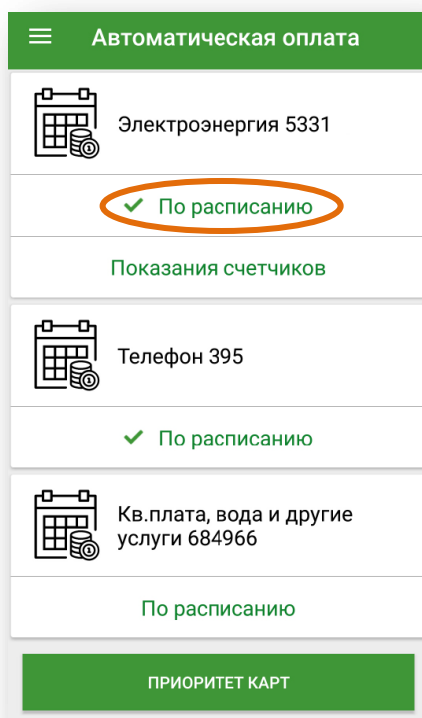 Автоматическая оплата
Электроэнергия 5331
По расписанию
Показания счетчиков
Телефон 395
По расписанию
Кв.плата, вода и другие
услуги 684966
По расписанию
ПРИОРИТЕТ КАРТ